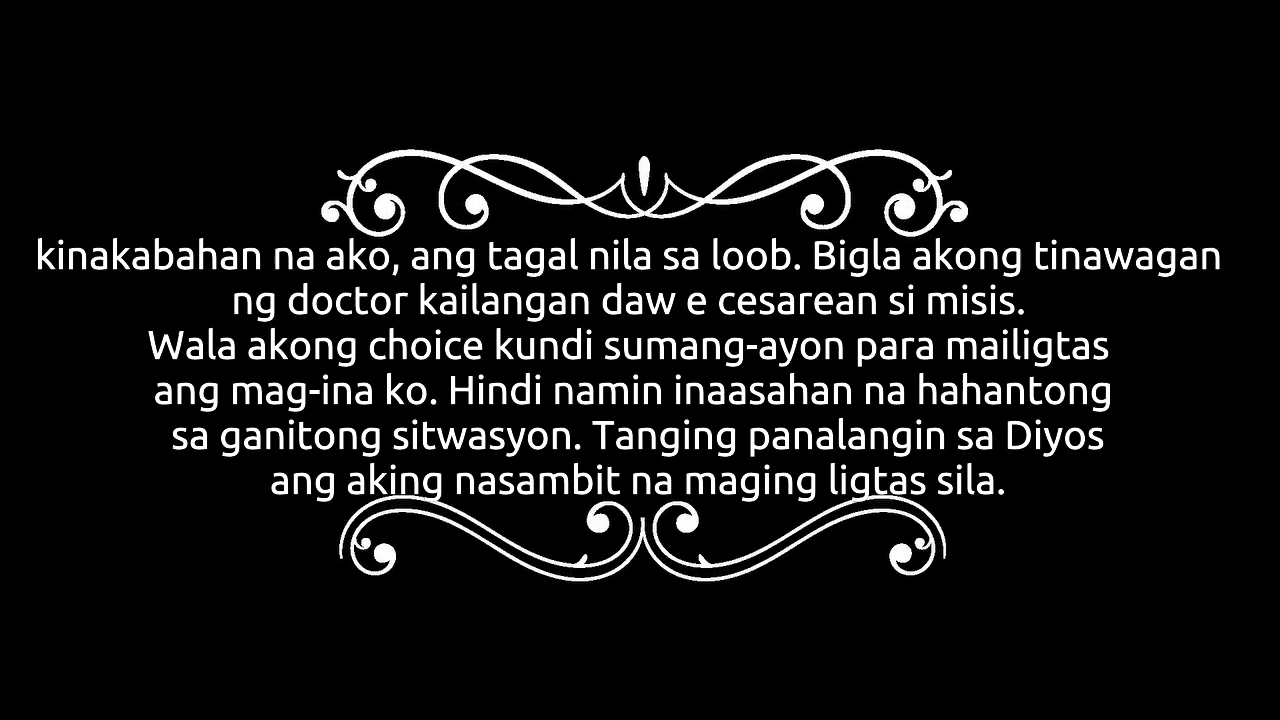 kinakabahan na ako, ang tagal nila sa loob. Bigla akong tinawagan
ng doctor kailangan daw e cesarean si misis.
Wala akong choice kundi sumang-ayon para mailigtas
ang mag-ina ko. Hindi namin inaasahan na hahantong
sa ganitong sitwasyon. Tanging panalangin sa Diyos
ang aking nasambit na maging ligtas sila.